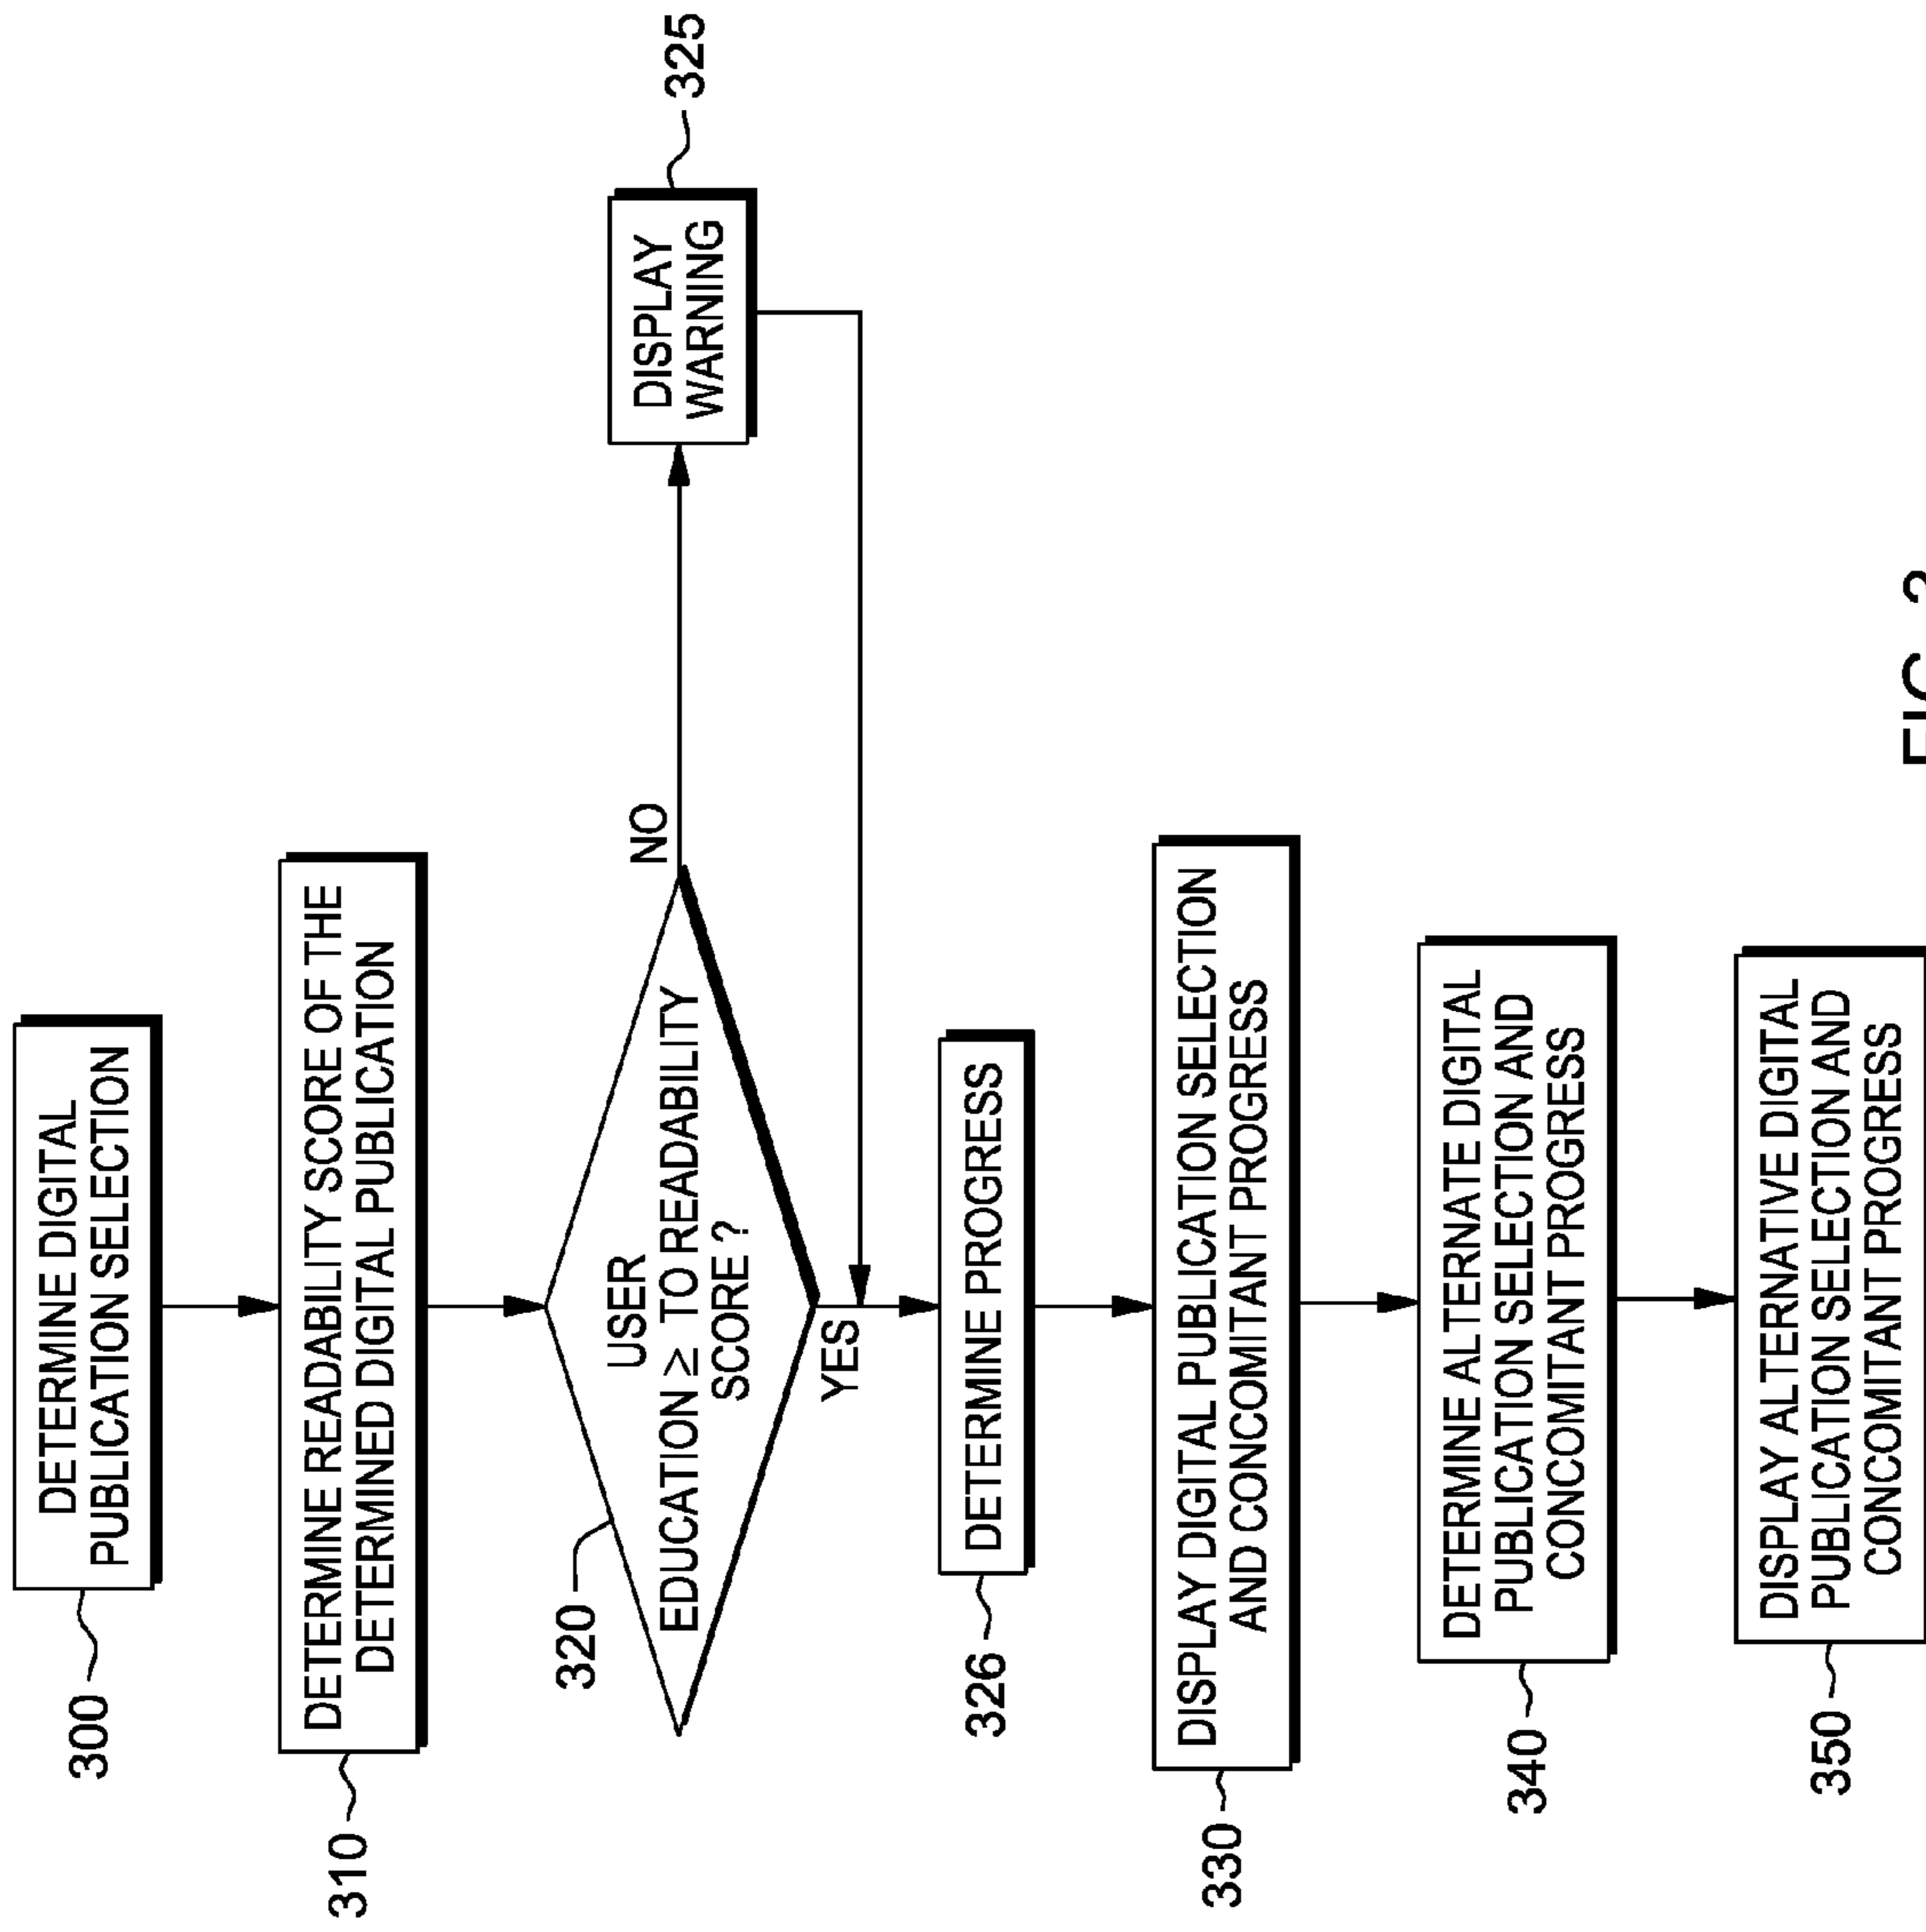 300
DETERMINE DIGITAL
PUBLICATION SELECTION
310
DETERMINE READABILITY SCORE OF THE
DETERMINED DIGITAL PUBLICATION
320
USER
EDUCATION ≥ TO READABILITY
SCORE ?
NO
YES
DISPLAY
WARNING
325
326
DETERMINE PROGRESS
330
DISPLAY DIGITAL PUBLICATION SELECTION
AND CONCOMITANT PROGRESS
340
DETERMINE ALTERNATE DIGITAL
PUBLICATION SELECTION AND
CONCOMITANT PROGRESS
350
DISPLAY ALTERNATIVE DIGITAL
PUBLICATION SELECTION AND
CONCOMITANT PROGRESS